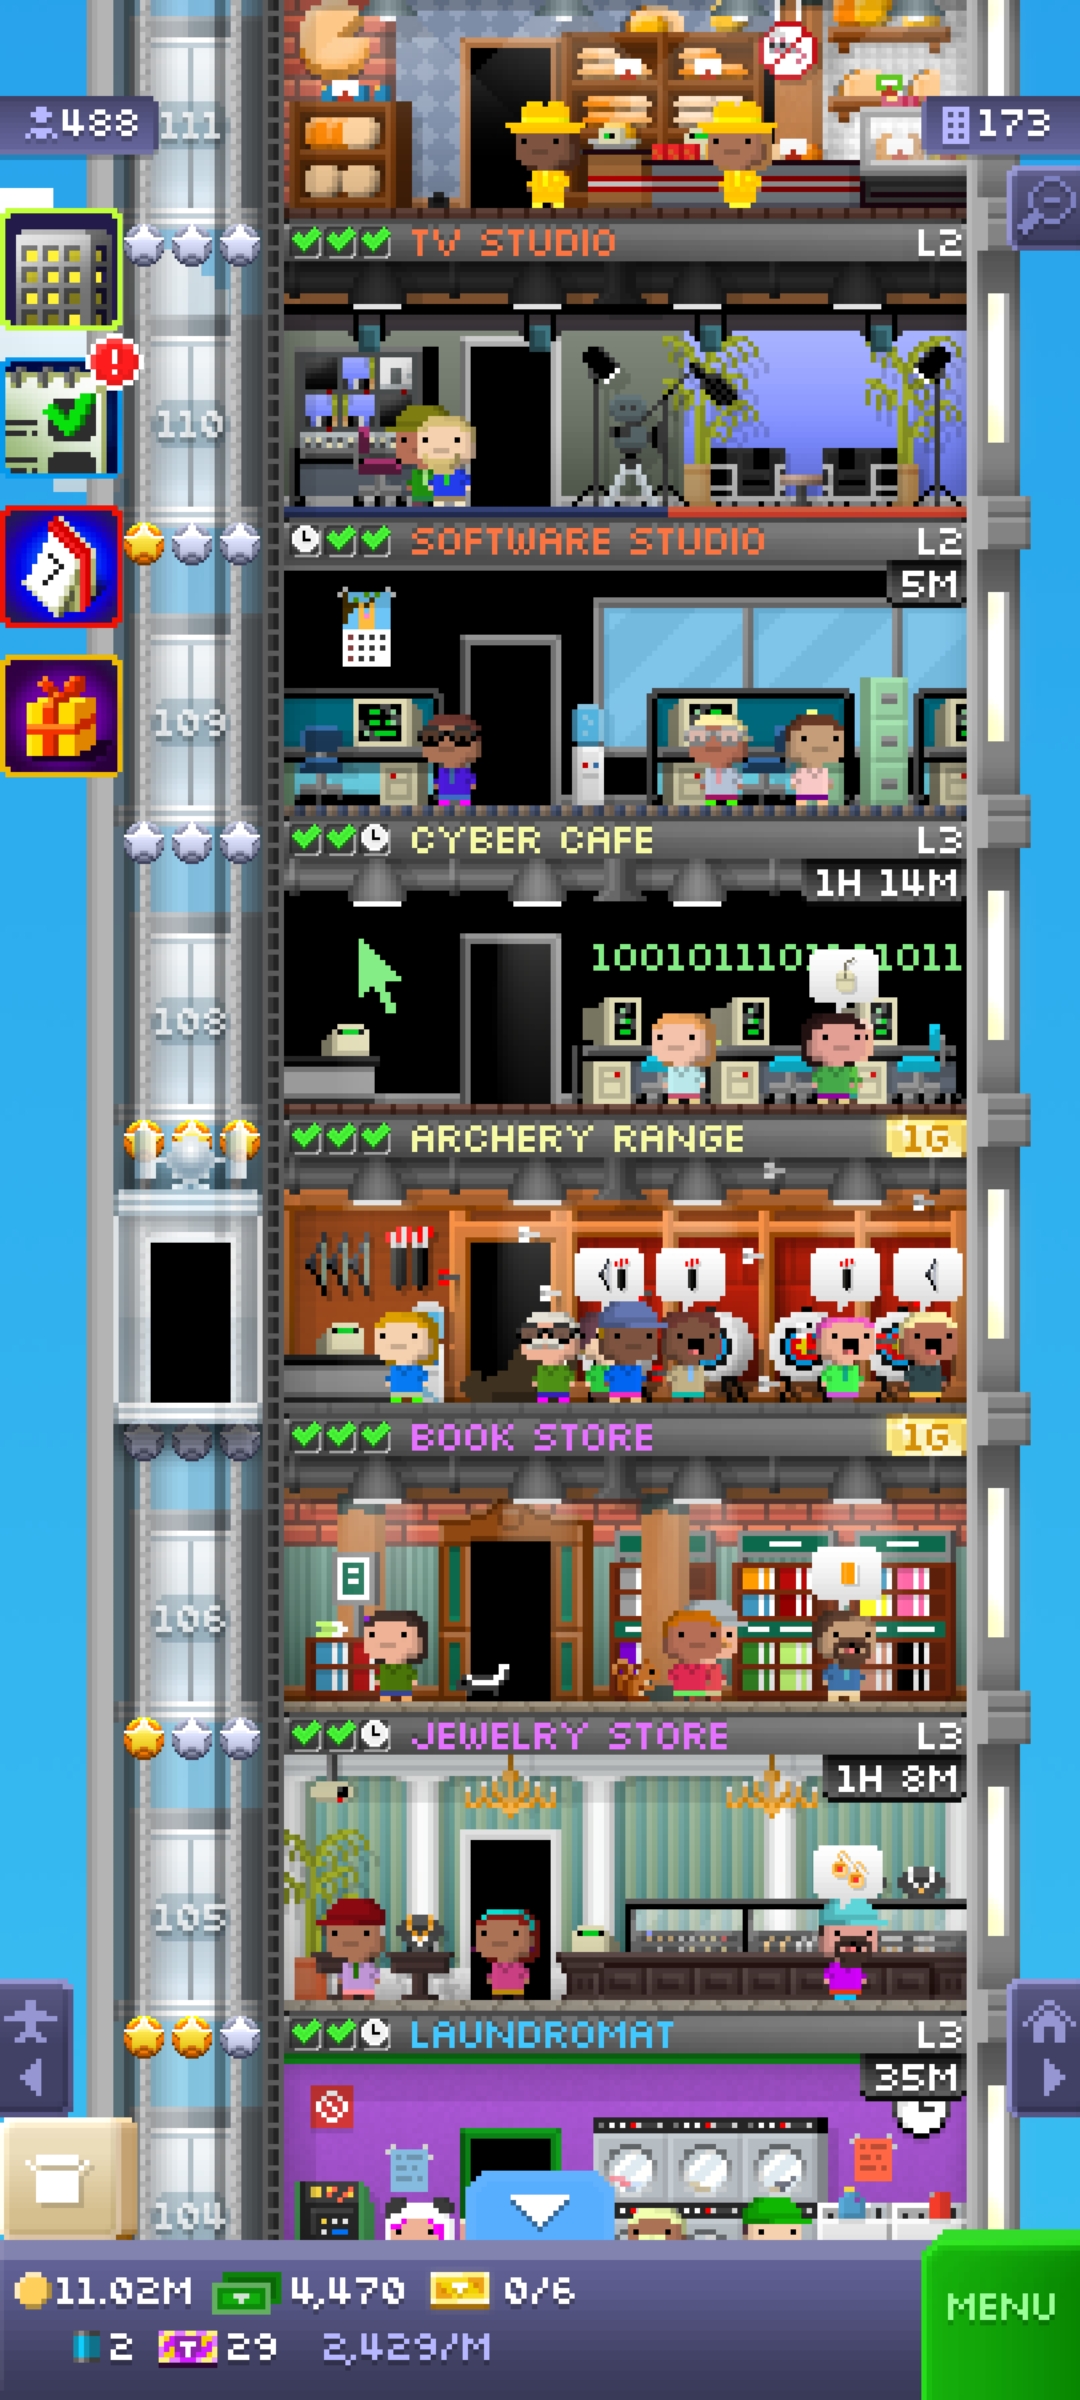 488
111
173
TV STUDIO
L2
110
SOFTWARE STUDIO
L2
5M
7
109
CYBER CAFE
L3
1H 14M
100101110
1011
108
ARCHERY RANGE
1G
BOOK STORE
1G
106
JEWELRY STORE
L3
1H 8M
105
LAUNDROMAT
L3
35M
104
11.02M
4,470
0/6
MENU
2
29
2,429/M